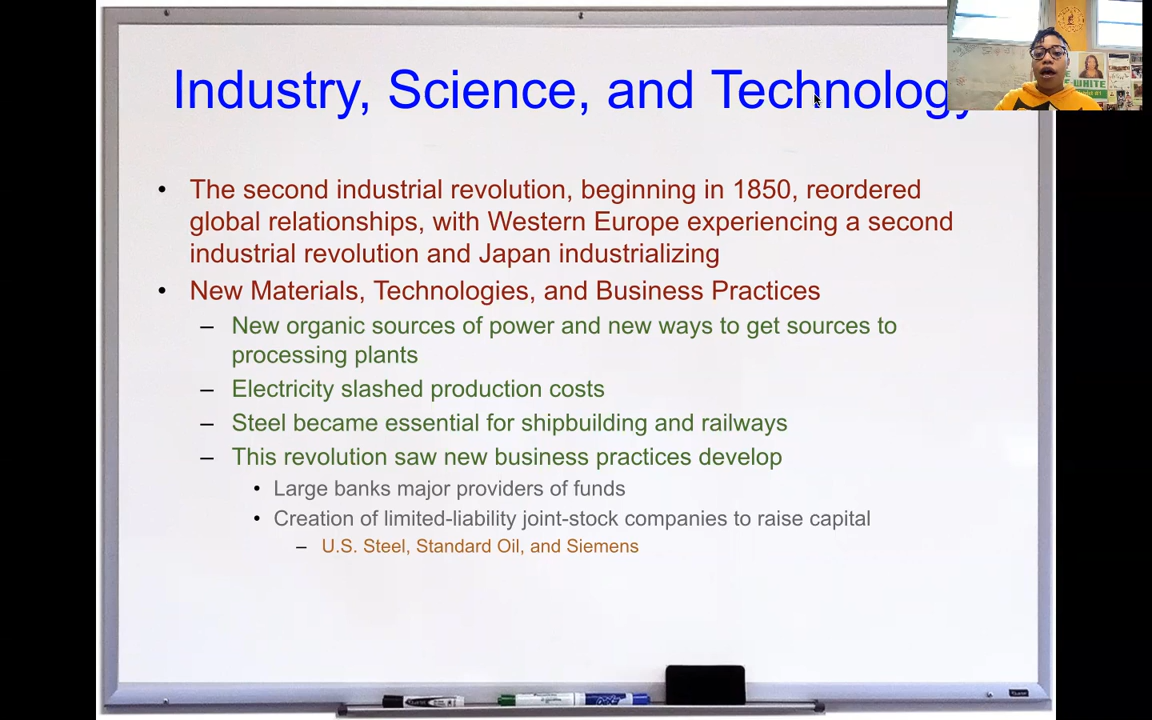 Industry, Science, and Technology
WHITE
• The second industrial revolution, beginning in 1850, reordered
global relationships, with Western Europe experiencing a second
industrial revolution and Japan industrializing
• New Materials, Technologies, and Business Practices
– New organic sources of power and new ways to get sources to
processing plants
– Electricity slashed production costs
– Steel became essential for shipbuilding and railways
– This revolution saw new business practices develop
• Large banks major providers of funds
• Creation of limited-liability joint-stock companies to raise capital
– U.S. Steel, Standard Oil, and Siemens